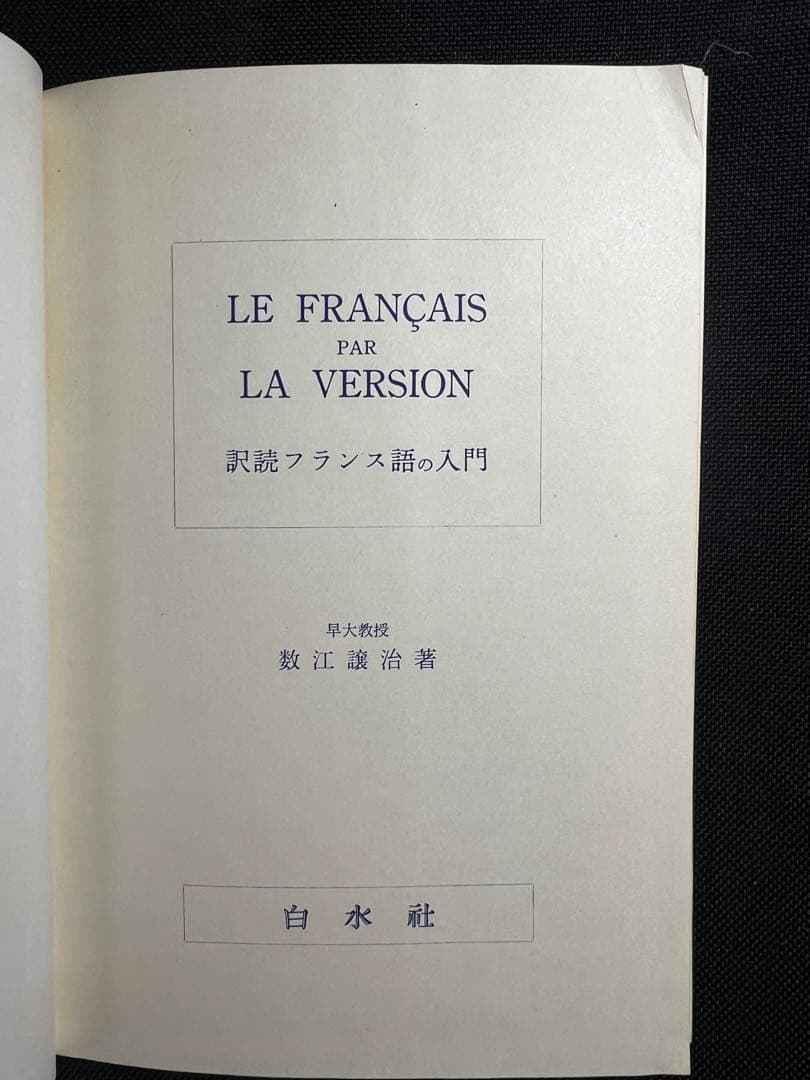 LE FRANÇAIS
PAR
LA VERSION
訳読フランス語の入門
早大教授
数江譲治著
白水社